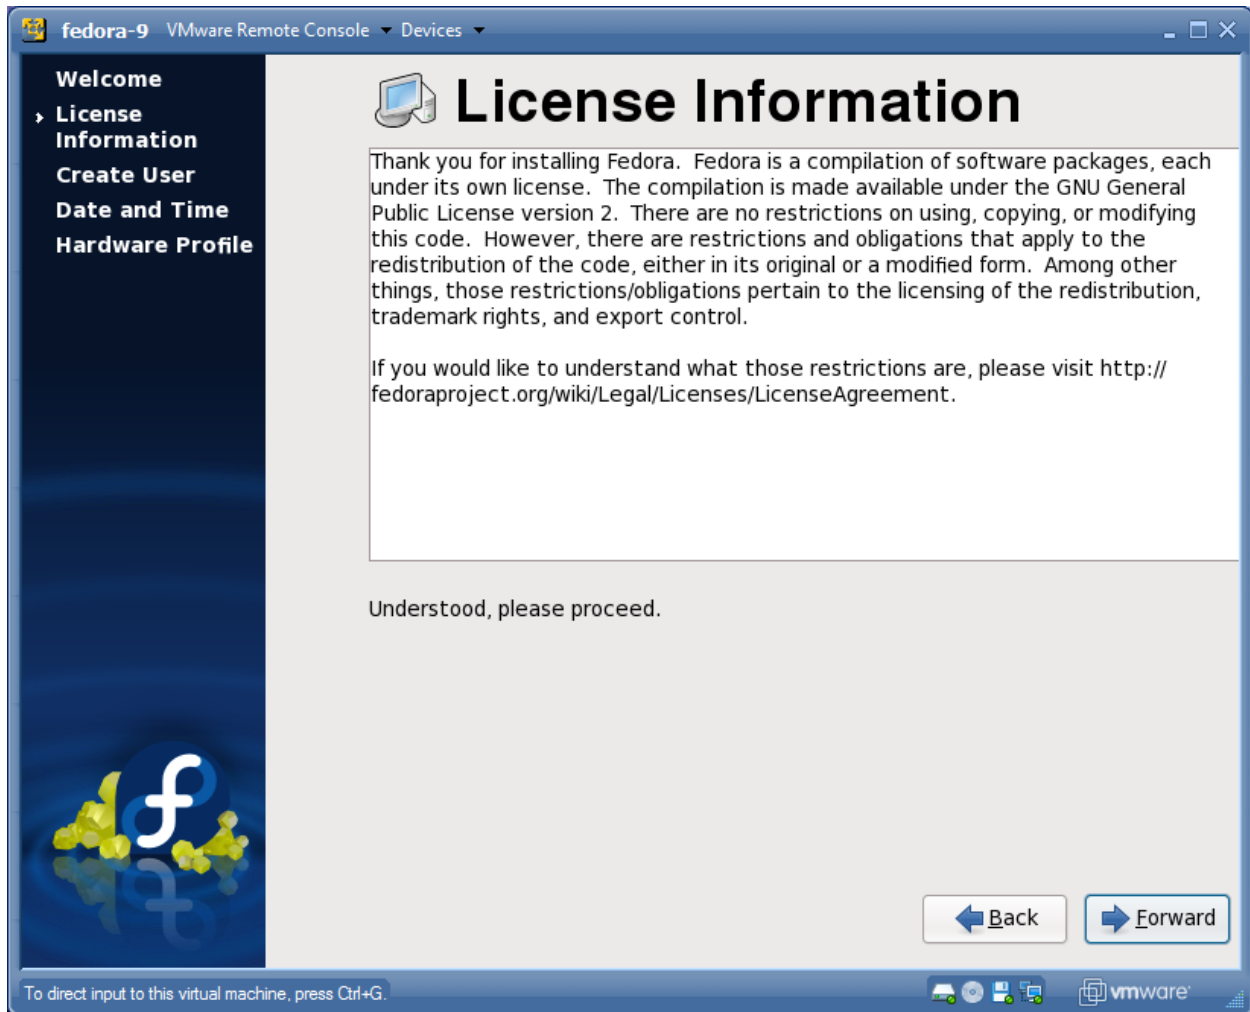 fedora-9 VMware Remote Console Devices
Welcome
License
Information
Create User
Date and Time
Hardware Profile
License Information
Thank you for installing Fedora.  Fedora is a compilation of software packages, each
under its own license.  The compilation is made available under the GNU General
Public License version 2.  There are no restrictions on using, copying, or modifying
this code.  However, there are restrictions and obligations that apply to the
redistribution of the code, either in its original or a modified form.  Among other
things, those restrictions/obligations pertain to the licensing of the redistribution,
trademark rights, and export control.
If you would like to understand what those restrictions are, please visit http://
fedoraproject.org/wiki/Legal/Licenses/LicenseAgreement.
Understood, please proceed.
Back
Forward
To direct input to this virtual machine, press Ctrl+G.
vmware